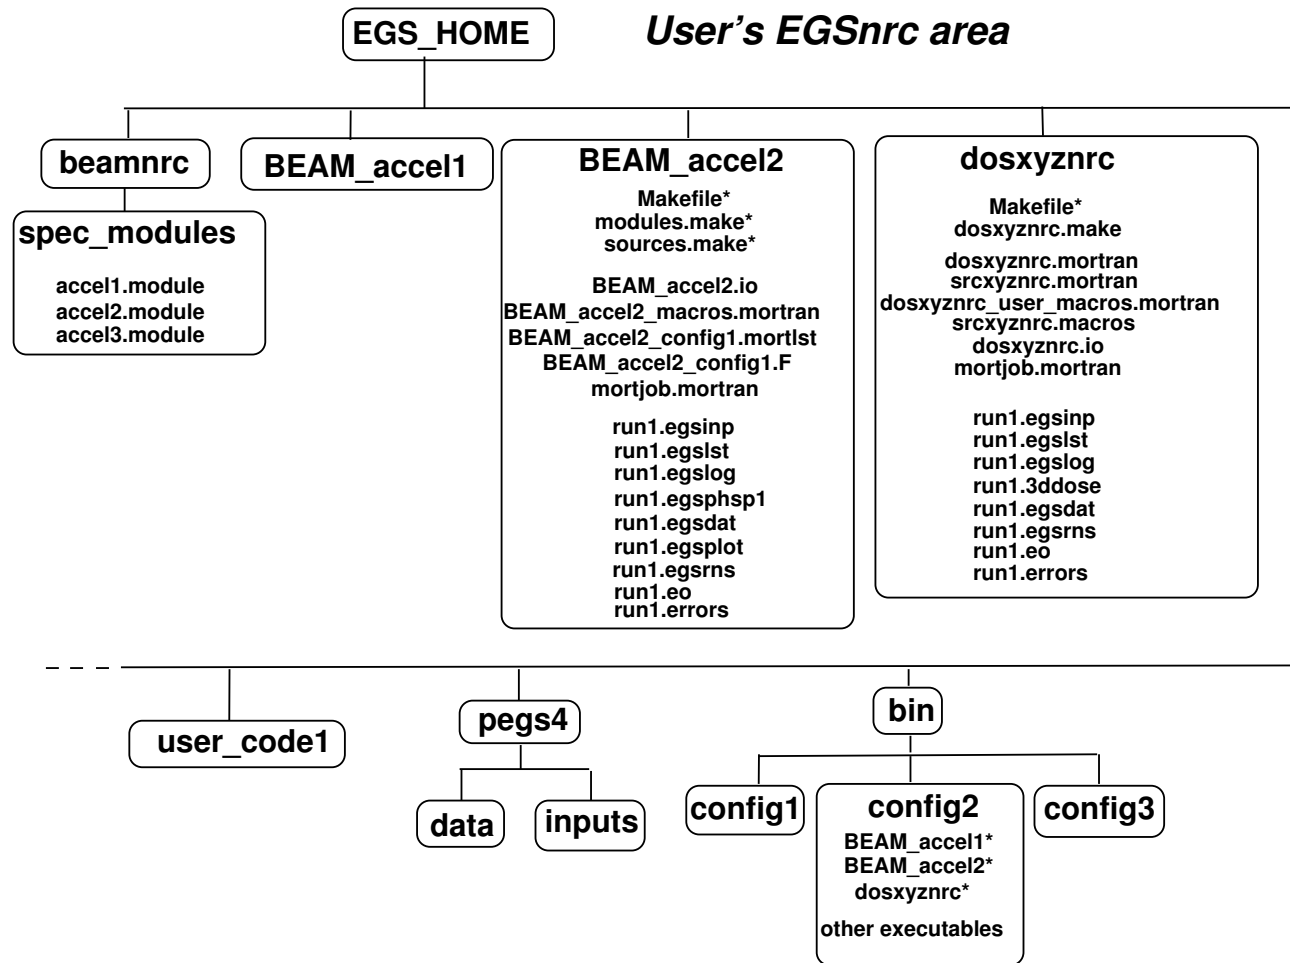 EGS_HOME
User's EGSnrc area
beamnrc
spec_modules
accel1.module
accel2.module
accel3.module
BEAM_accel1
BEAM_accel2
Makefile*
modules.make*
sources.make*
BEAM_accel2.io
BEAM_accel2_macros.mortran
BEAM_accel2_config1.mortlst
BEAM_accel2_config1.F
mortjob.mortran
run1.egsinp
run1.egslst
run1.egslog
run1.egsphsp1
run1.egsdat
run1.egsplot
run1.egsrns
run1.eo
run1.errors
dosxyznrc
Makefile*
dosxyznrc.make
dosxyznrc.mortran
srcxyznrc.mortran
dosxyznrc_user_macros.mortran
srcxyznrc.macros
dosxyznrc.io
mortjob.mortran
run1.egsinp
run1.egslst
run1.egslog
run1.3ddose
run1.egsdat
run1.egsrns
run1.eo
run1.errors
user_code1
pegs4
data
inputs
bin
config1
config2
BEAM_accel1*
BEAM_accel2*
dosxyznrc*
other executables
config3